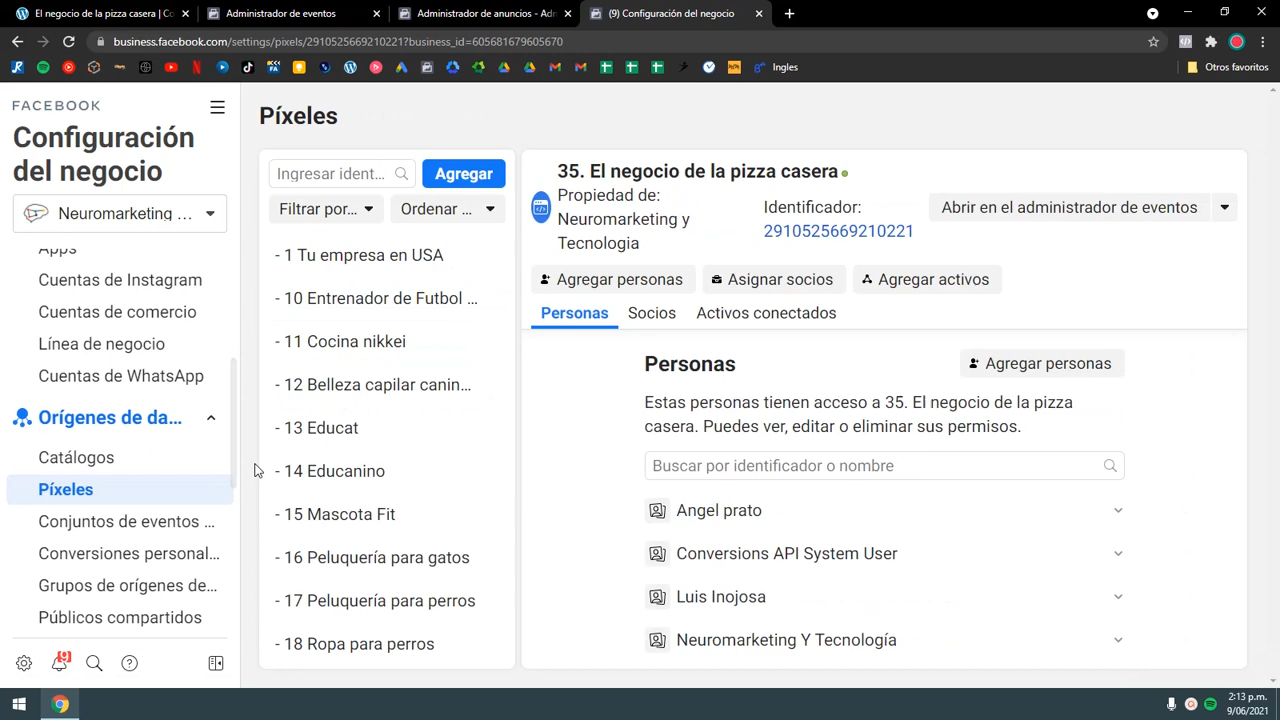 El negocio de la pizza casera | Co
Administrador de eventos
Administrador de anuncios - Adn
(9) Configuración del negocio
business.facebook.com/settings/pixels/2910525669210221?business_id=605681679605670
Ingles
Otros favoritos
FACEBOOK
Configuración
del negocio
Neuromarketing ...
Apps
Cuentas de Instagram
Cuentas de comercio
Línea de negocio
Cuentas de WhatsApp
Orígenes de da...
Catálogos
Píxeles
Conjuntos de eventos ...
Conversiones personal...
Grupos de orígenes de...
Públicos compartidos
9
Píxeles
Ingresar ident...
Agregar
Filtrar por...
Ordenar ...
- 1 Tu empresa en USA
- 10 Entrenador de Futbol ...
- 11 Cocina nikkei
- 12 Belleza capilar canin...
- 13 Educat
- 14 Educanino
- 15 Mascota Fit
- 16 Peluquería para gatos
- 17 Peluquería para perros
- 18 Ropa para perros
35. El negocio de la pizza casera
Propiedad de:
Neuromarketing y
Tecnologia
Identificador:
2910525669210221
Abrir en el administrador de eventos
Agregar personas
Asignar socios
Agregar activos
Personas
Socios
Activos conectados
Personas
Agregar personas
Estas personas tienen acceso a 35. El negocio de la pizza
casera. Puedes ver, editar o eliminar sus permisos.
Buscar por identificador o nombre
Angel prato
Conversions API System User
Luis Inojosa
Neuromarketing Y Tecnología
2:13 p.m.
9/06/2021